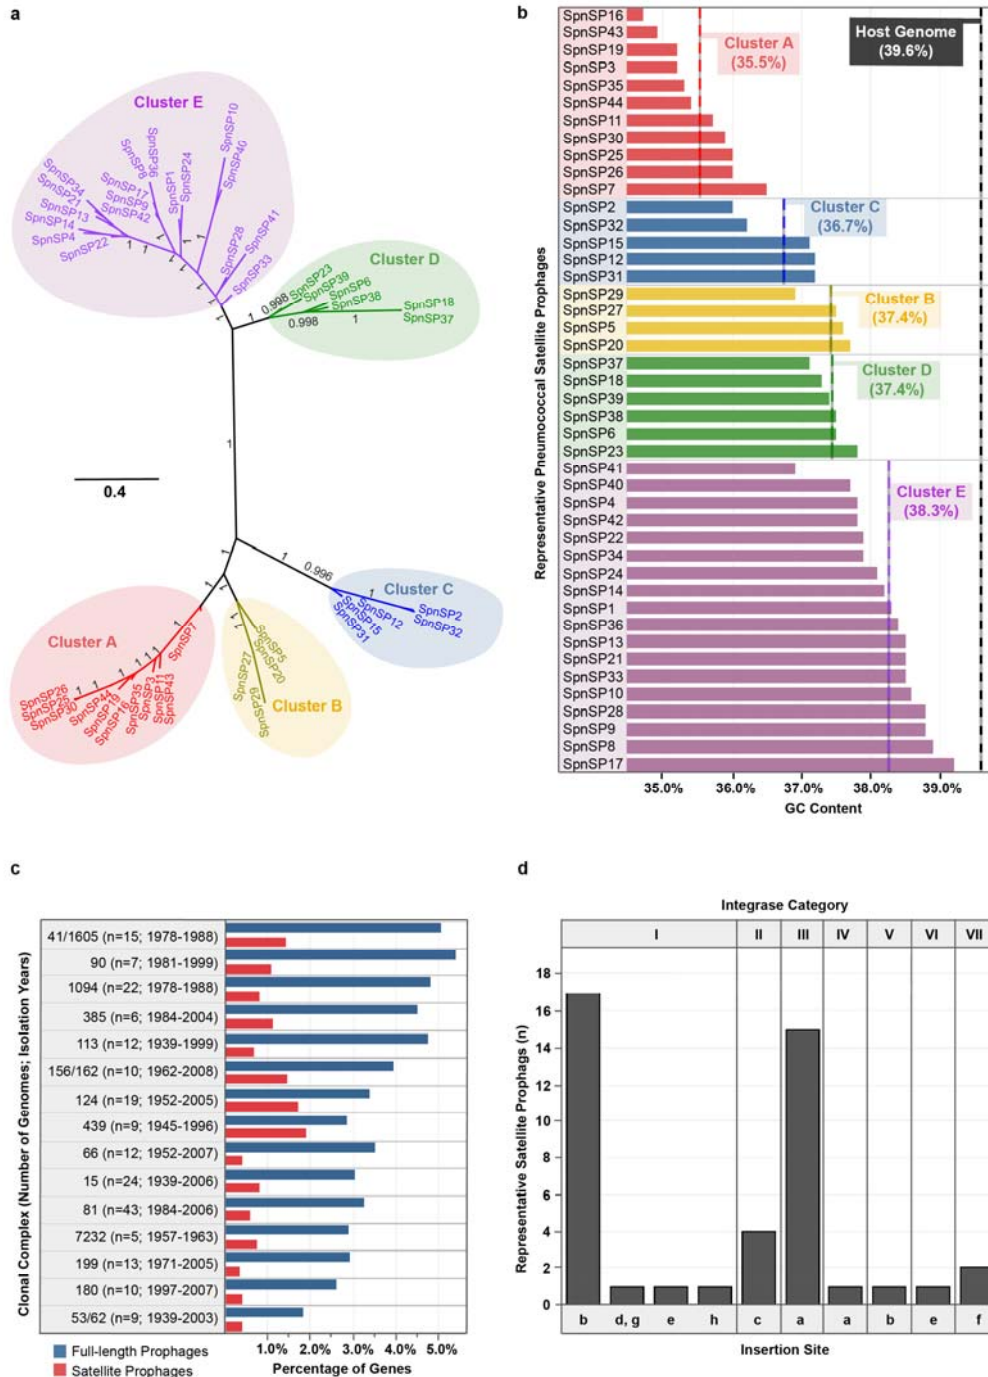 a
Cluster E
SpnSP10
SpnSP40
SpnSP36
SpnSP8
SpnSP24
SpnSP1
SpnSP17
SpnSP9
SpnSP42
SpnSP34
SpnSP21
SpnSP13
SpnSP14
SpnSP4
SpnSP22
SpnSP28
SpnSP41
SpnSP33
Cluster D
SpnSP23
SpnSP39
SpnSP6
SpnSP38
SpnSP18
SpnSP37
0.998
0.998
1
1
1
0.4
1
0.996
1
Cluster C
SpnSP2
SpnSP32
SpnSP12
SpnSP15
SpnSP31
Cluster A
SpnSP7
SpnSP26
SpnSP25
SpnSP44
SpnSP19
SpnSP16
SpnSP35
SpnSP3
SpnSP11
SpnSP43
SpnSP5
SpnSP20
SpnSP27
SpnSP29
Cluster B
b
Representative Pneumococcal Satellite Prophages
SpnSP16
SpnSP43
SpnSP19
SpnSP3
SpnSP35
SpnSP44
SpnSP11
SpnSP30
SpnSP25
SpnSP26
SpnSP7
SpnSP2
SpnSP32
SpnSP15
SpnSP12
SpnSP31
SpnSP29
SpnSP27
SpnSP5
SpnSP20
SpnSP37
SpnSP18
SpnSP39
SpnSP38
SpnSP6
SpnSP23
SpnSP41
SpnSP40
SpnSP4
SpnSP42
SpnSP22
SpnSP34
SpnSP24
SpnSP14
SpnSP1
SpnSP36
SpnSP13
SpnSP21
SpnSP33
SpnSP10
SpnSP28
SpnSP9
SpnSP8
SpnSP17
Host Genome
(39.6%)
Cluster A
(35.5%)
Cluster C
(36.7%)
Cluster B
(37.4%)
Cluster D
(37.4%)
Cluster E
(38.3%)
35.0% 36.0% 37.0% 38.0% 39.0%
GC Content
c
Clonal Complex (Number of Genomes; Isolation Years)
41/1605 (n=15; 1978-1988)
90 (n=7; 1981-1999)
1094 (n=22; 1978-1988)
385 (n=6; 1984-2004)
113 (n=12; 1939-1999)
156/162 (n=10; 1962-2008)
124 (n=19; 1952-2005)
439 (n=9; 1945-1996)
66 (n=12; 1952-2007)
15 (n=24; 1939-2006)
81 (n=43; 1984-2006)
7232 (n=5; 1957-1963)
199 (n=13; 1971-2005)
180 (n=10; 1997-2007)
53/62 (n=9; 1939-2003)
1.0% 2.0% 3.0% 4.0% 5.0%
Full-length Prophages
Satellite Prophages
Percentage of Genes
d
Integrase Category
I II III IV V VI VII
Representative Satellite Prophags (n)
18
16
14
12
10
8
6
4
2
0
b d, g e h c a a b e f
Insertion Site